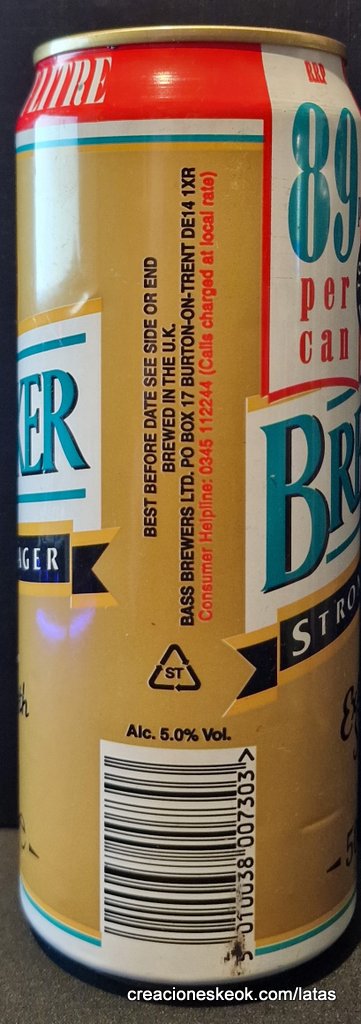 LITRE
RRP
89
per
can
KER
BRE
AGER
STRO
BEST BEFORE DATE SEE SIDE OR END
BREWED IN THE U.K.
BASS BREWERS LTD. PO BOX 17 BURTON-ON-TRENT DE14 1XR
Consumer Helpline: 0345 112244 (Calls charged at local rate)
ST
Alc. 5.0% Vol.
5 010038 007303 >
creacioneskeok.com/latas